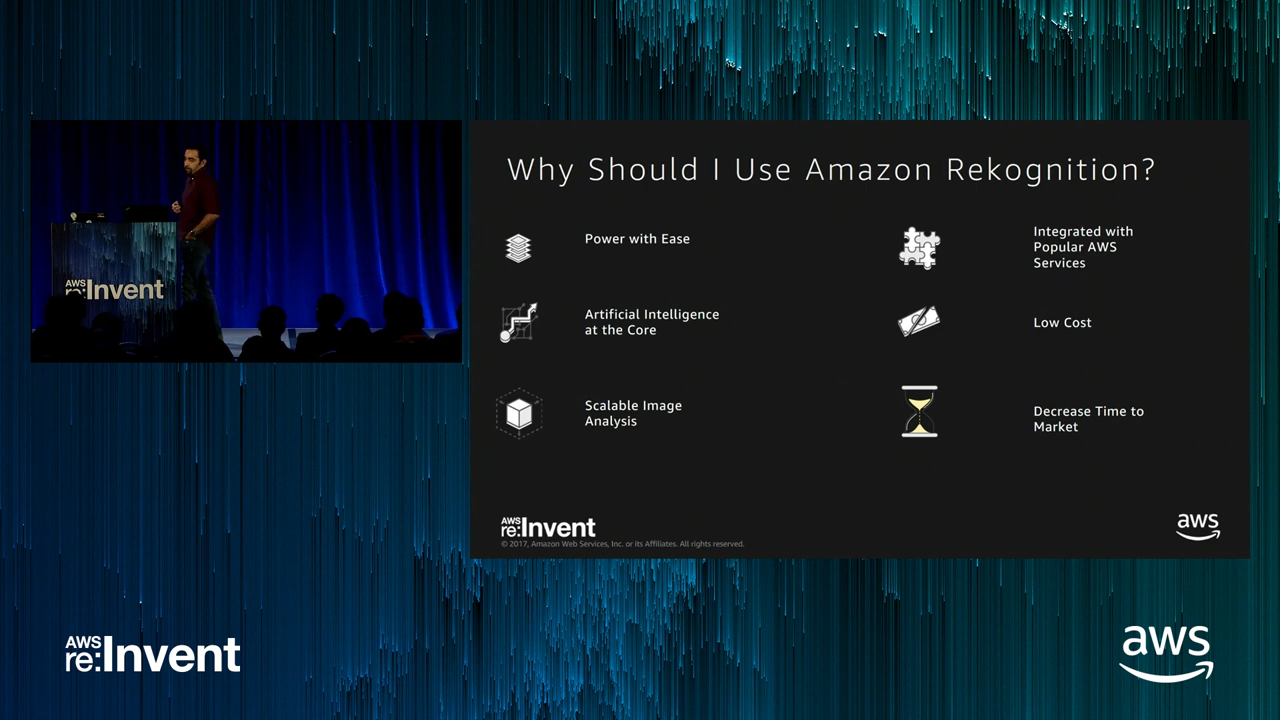 Why Should I Use Amazon Rekognition?
Power with Ease
Integrated with
Popular AWS
Services
Artificial Intelligence
at the Core
Low Cost
Scalable Image
Analysis
Decrease Time to
Market
AWS
re:Invent
© 2017, Amazon Web Services, Inc. or its Affiliates. All rights reserved.
aws
AWS
re:Invent
AWS
re:Invent
aws